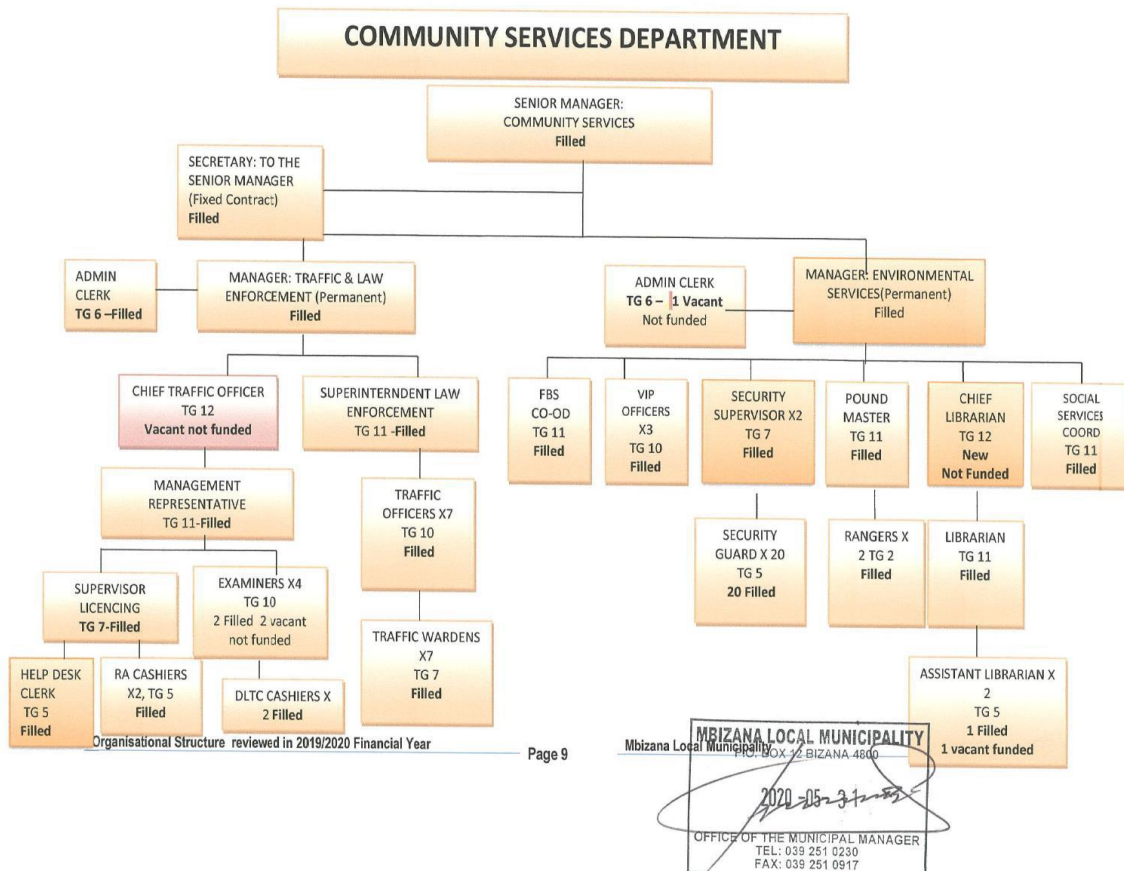 COMMUNITY SERVICES DEPARTMENT
SENIOR MANAGER:
COMMUNITY SERVICES
Filled
SECRETARY: TO THE
SENIOR MANAGER
(Fixed Contract)
Filled
ADMIN
CLERK
TG 6 –Filled
MANAGER: TRAFFIC & LAW
ENFORCEMENT (Permanent)
Filled
ADMIN CLERK
TG 6 – 1 Vacant
Not funded
MANAGER: ENVIRONMENTAL
SERVICES(Permanent)
Filled
CHIEF TRAFFIC OFFICER
TG 12
Vacant not funded
SUPERINTERNDENT LAW
ENFORCEMENT
TG 11 -Filled
FBS
CO-OD
TG 11
Filled
VIP
OFFICERS
X3
TG 10
Filled
SECURITY
SUPERVISOR X2
TG 7
Filled
POUND
MASTER
TG 11
Filled
CHIEF
LIBRARIAN
TG 12
New
Not Funded
SOCIAL
SERVICES
COORD
TG 11
Filled
MANAGEMENT
REPRESENTATIVE
TG 11-Filled
TRAFFIC
OFFICERS X7
TG 10
Filled
SECURITY
GUARD X 20
TG 5
20 Filled
RANGERS X
2 TG 2
Filled
LIBRARIAN
TG 11
Filled
SUPERVISOR
LICENCING
TG 7-Filled
EXAMINERS X4
TG 10
2 Filled 2 vacant
not funded
TRAFFIC WARDENS
X7
TG 7
Filled
HELP DESK
CLERK
TG 5
Filled
RA CASHIERS
X2, TG 5
Filled
DLTC CASHIERS X
2 Filled
ASSISTANT LIBRARIAN X
2
TG 5
1 Filled
1 vacant funded
Organisational Structure reviewed in 2019/2020 Financial Year
Page 9
Mbizana Local Municipality
MBIZANA LOCAL MUNICIPALITY
P.O. BOX 12 BIZANA 4800
2020 -05- 31
OFFICE OF THE MUNICIPAL MANAGER
TEL: 039 251 0230
FAX: 039 251 0917